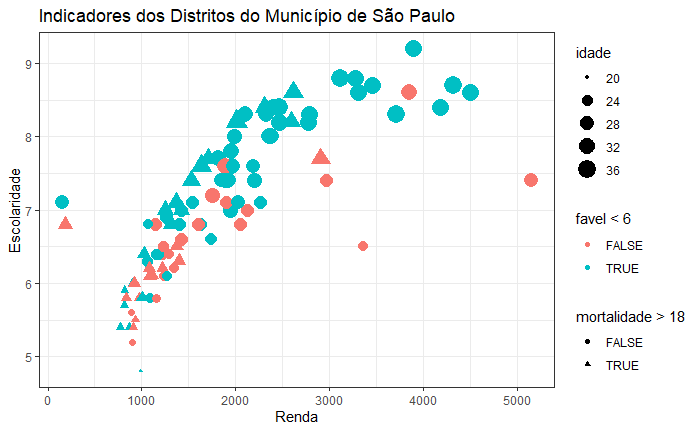 Indicadores dos Distritos do Município de São Paulo
Escolaridade
9
8
7
6
5
0 1000 2000 3000 4000 5000
Renda
idade
20
24
28
32
36
favel < 6
FALSE
TRUE
mortalidade > 18
FALSE
TRUE